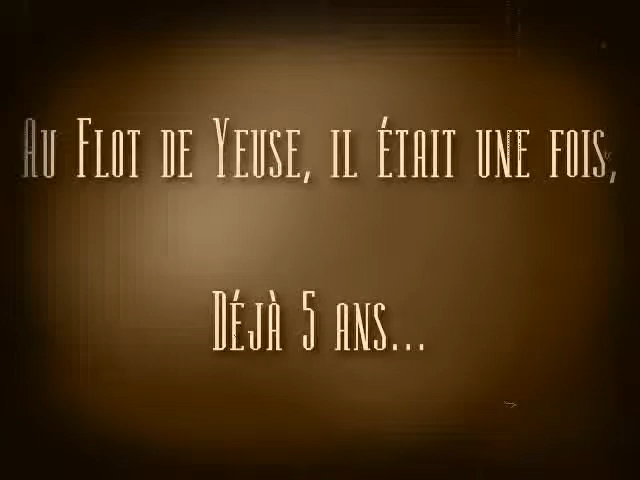 Au Flot de Yeuse, il était une fois,
Déjà 5 ans...